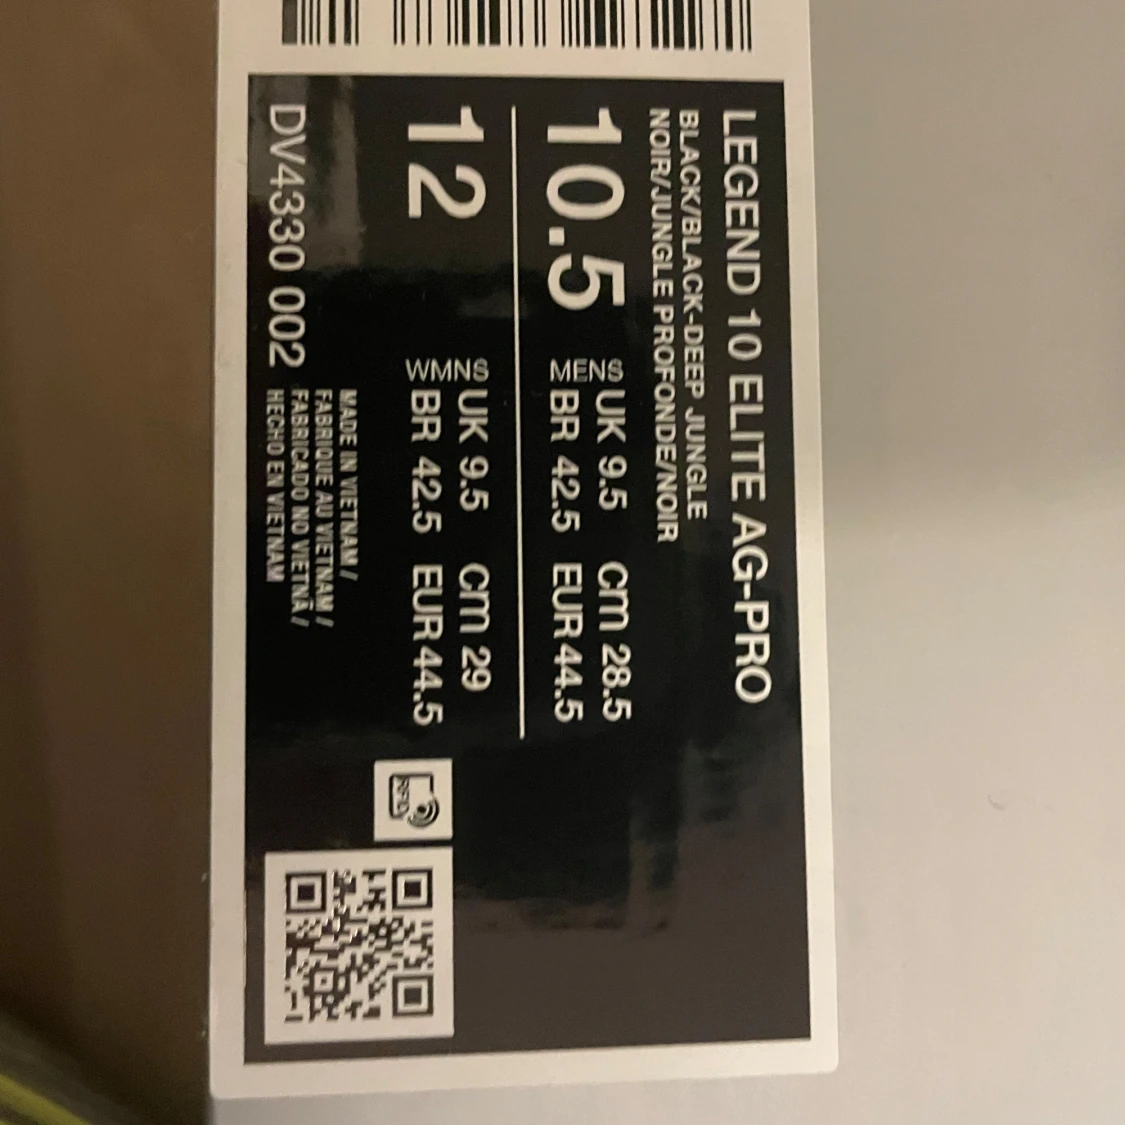 LEGEND 10 ELITE AG-PRO
BLACK/BLACK-DEEP JUNGLE
NOIR/JUNGLE PROFONDE/NOIR
10.5 MENS UK 9.5 cm 28.5
BR 42.5 EUR 44.5
12 WMNS UK 9.5 cm 29
BR 42.5 EUR 44.5
DV4330 002
MADE IN VIETNAM /
FABRIQUE AU VIETNAM /
FABRICADO NO VIETNÃ /
HECHO EN VIETNAM
RFID